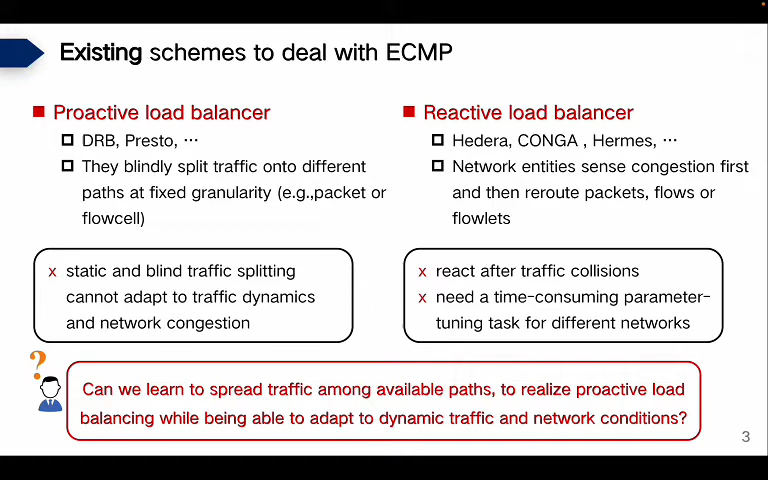 Existing schemes to deal with ECMP
Proactive load balancer
DRB, Presto, ···
They blindly split traffic onto different
paths at fixed granularity (e.g.,packet or
flowcell)
x static and blind traffic splitting
cannot adapt to traffic dynamics
and network congestion
Reactive load balancer
Hedera, CONGA , Hermes, ···
Network entities sense congestion first
and then reroute packets, flows or
flowlets
x react after traffic collisions
x need a time-consuming parameter-
tuning task for different networks
?
Can we learn to spread traffic among available paths, to realize proactive load
balancing while being able to adapt to dynamic traffic and network conditions?
3